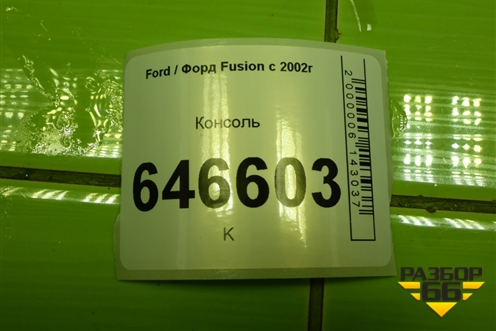 Ford / Форд Fusion с 2002г
Консоль
646603
К
2000006143037
РАЗБОР
66